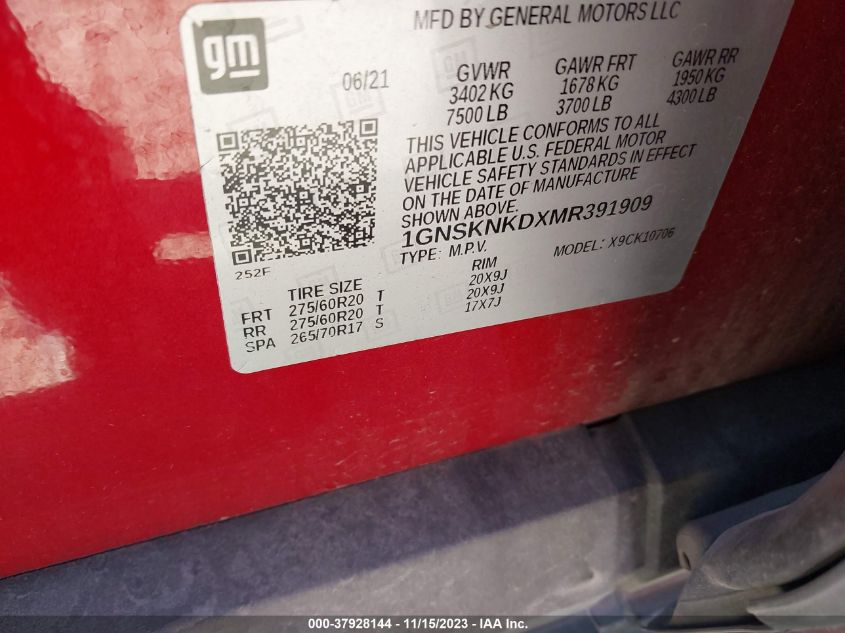 gm
MFD BY GENERAL MOTORS LLC
06/21 GVWR GAWR FRT GAWR RR
3402 KG 1678 KG 1950 KG
7500 LB 3700 LB 4300 LB
THIS VEHICLE CONFORMS TO ALL
APPLICABLE U.S. FEDERAL MOTOR
VEHICLE SAFETY STANDARDS IN EFFECT
ON THE DATE OF MANUFACTURE
SHOWN ABOVE.
1GNSKNKDXMR391909
TYPE: M.P.V. MODEL: X9CK10706
252F
TIRE SIZE RIM
FRT 275/60R20 T 20X9J
RR 275/60R20 T 20X9J
SPA 265/70R17 S 17X7J
000-37928144 - 11/15/2023 - IAA Inc.